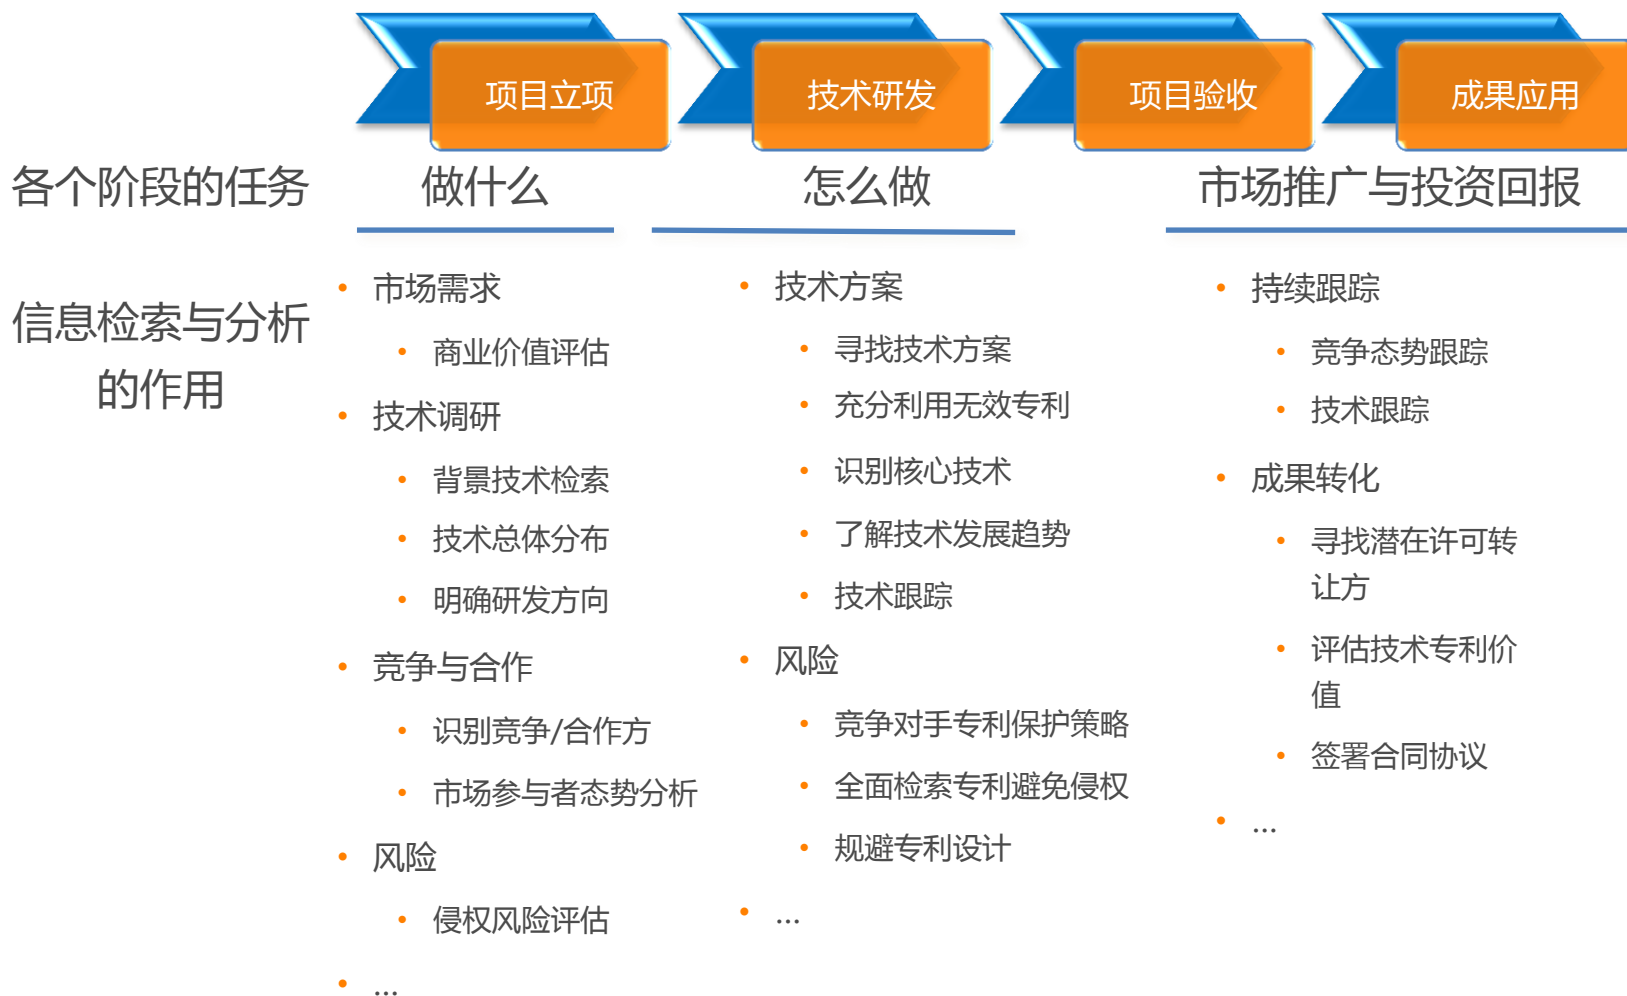 项目立项
技术研发
项目验收
成果应用
各个阶段的任务
做什么
怎么做
市场推广与投资回报
信息检索与分析
的作用
• 市场需求
• 商业价值评估
• 技术调研
• 背景技术检索
• 技术总体分布
• 明确研发方向
• 竞争与合作
• 识别竞争/合作方
• 市场参与者态势分析
• 风险
• 侵权风险评估
• ...
• 技术方案
• 寻找技术方案
• 充分利用无效专利
• 识别核心技术
• 了解技术发展趋势
• 技术跟踪
• 风险
• 竞争对手专利保护策略
• 全面检索专利避免侵权
• 规避专利设计
• ...
• 持续跟踪
• 竞争态势跟踪
• 技术跟踪
• 成果转化
• 寻找潜在许可转
让方
• 评估技术专利价
值
• 签署合同协议
• ...